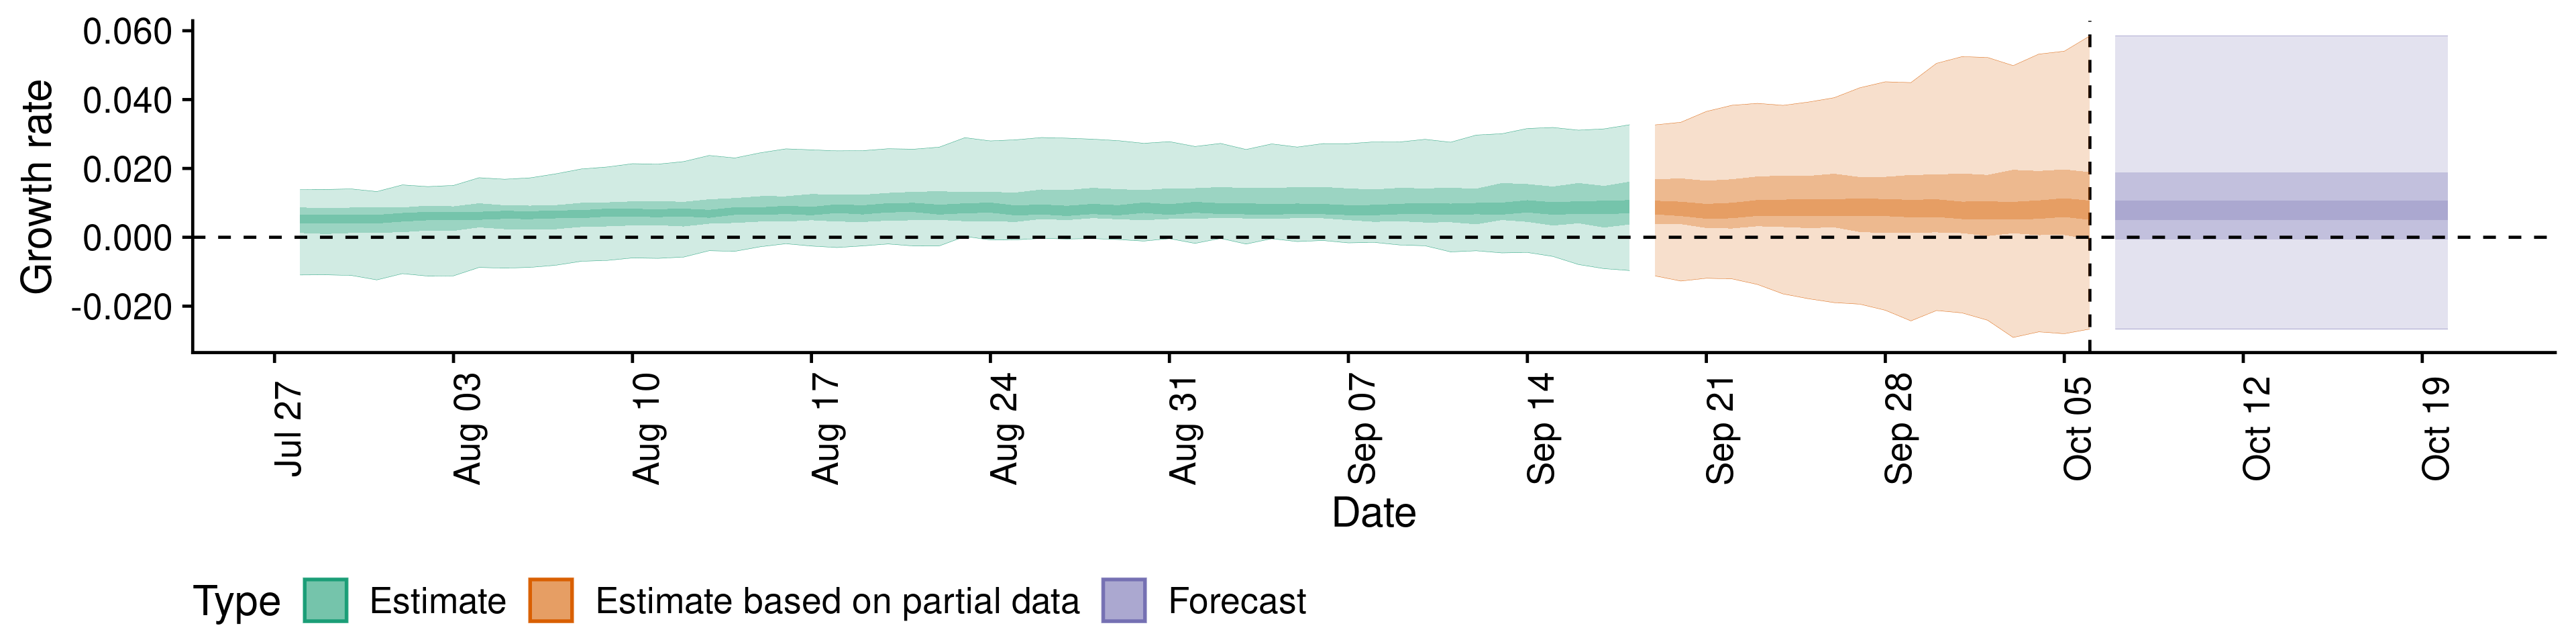 0.060
0.040
0.020
0.000
-0.020
Growth rate
Jul 27
Aug 03
Aug 10
Aug 17
Aug 24
Aug 31
Sep 07
Sep 14
Sep 21
Sep 28
Oct 05
Oct 12
Oct 19
Date
Type Estimate Estimate based on partial data Forecast